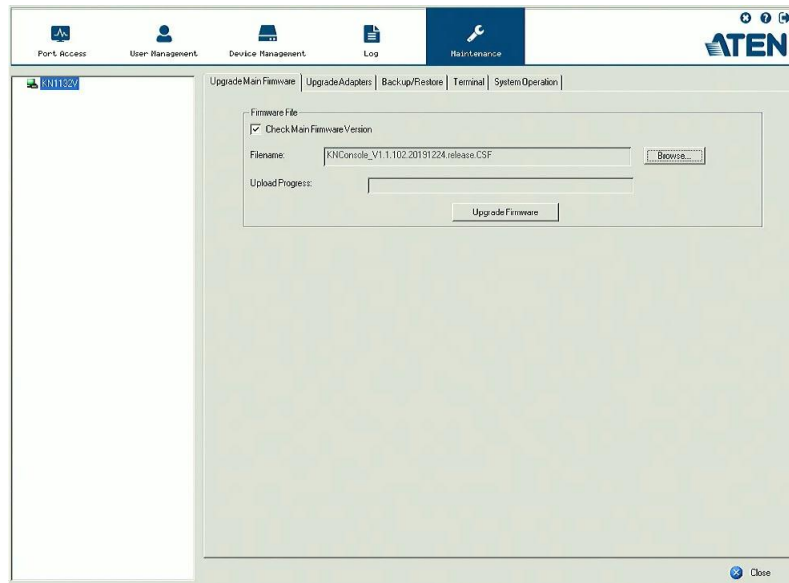 Port Access
User Management
Device Management
Log
Maintenance
ATEN
KN1132V
Upgrade Main Firmware
Upgrade Adapters
Backup/Restore
Terminal
System Operation
Firmware File
Check Main Firmware Version
Filename:
KNConsole_V1.1.102.20191224.release.CSF
Browse...
Upload Progress:
Upgrade Firmware
Close